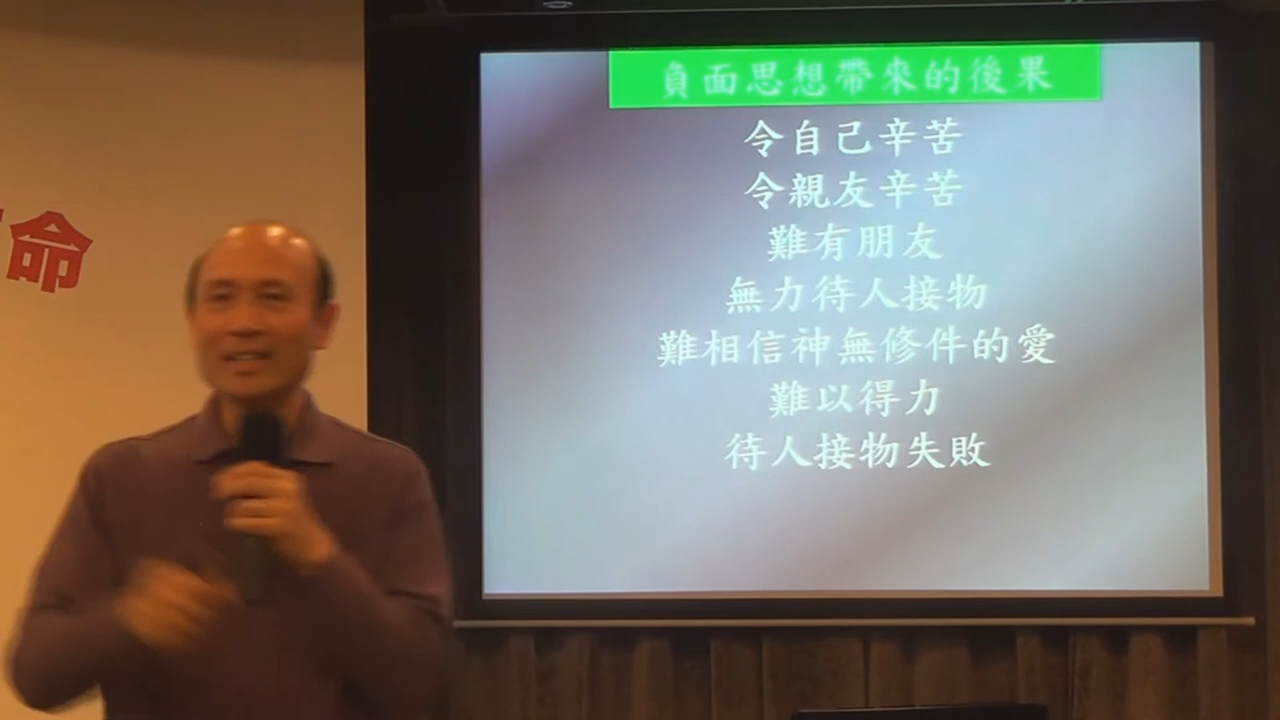 命
負面思想帶來的後果
令自己辛苦
令親友辛苦
難有朋友
無力待人接物
難相信神無修件的愛
難以得力
待人接物失敗